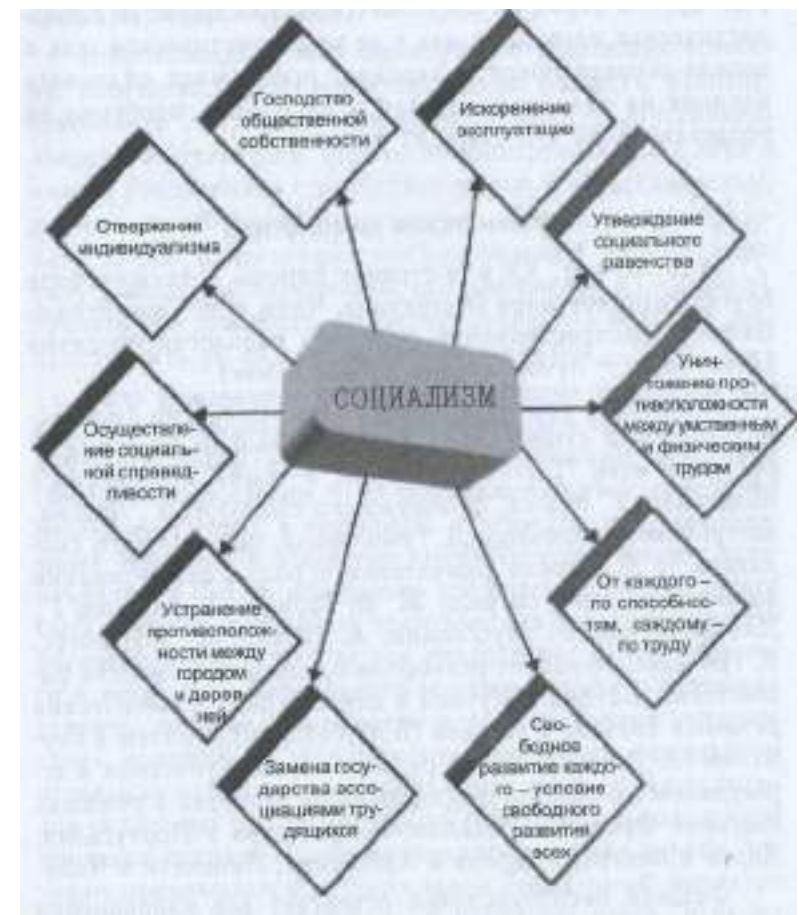 Господство
общественной
собственности
Искоренение
эксплуатации
Отвержение
индивидуализма
Утверждение
социального
равенства
СОЦИАЛИЗМ
Унич-
тожение про-
тивоположности
между умственным
и физическим
трудом
Осуществле-
ние социаль-
ной справед-
ливости
От каждого –
по способнос-
тям, каждому –
по труду
Устранение
противополож-
ности между
городом
и дерев-
ней
Замена госу-
дарства ассо-
циациями тру-
дящихся
Сво-
бодное
развитие каждо-
го – условие
свободного
развития
всех